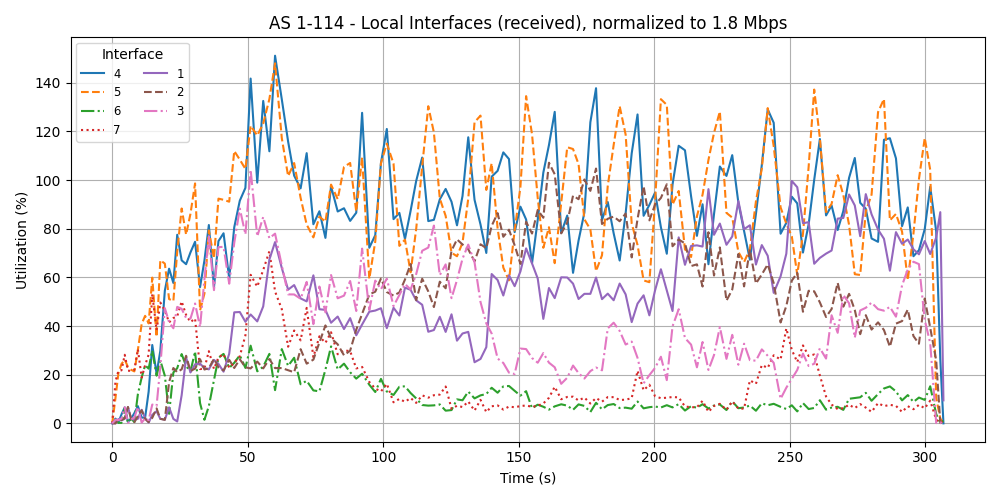 AS 1-114 - Local Interfaces (received), normalized to 1.8 Mbps
Interface
4 1
5 2
6 3
7
Utilization (%)
140
120
100
80
60
40
20
0
0 50 100 150 200 250 300
Time (s)